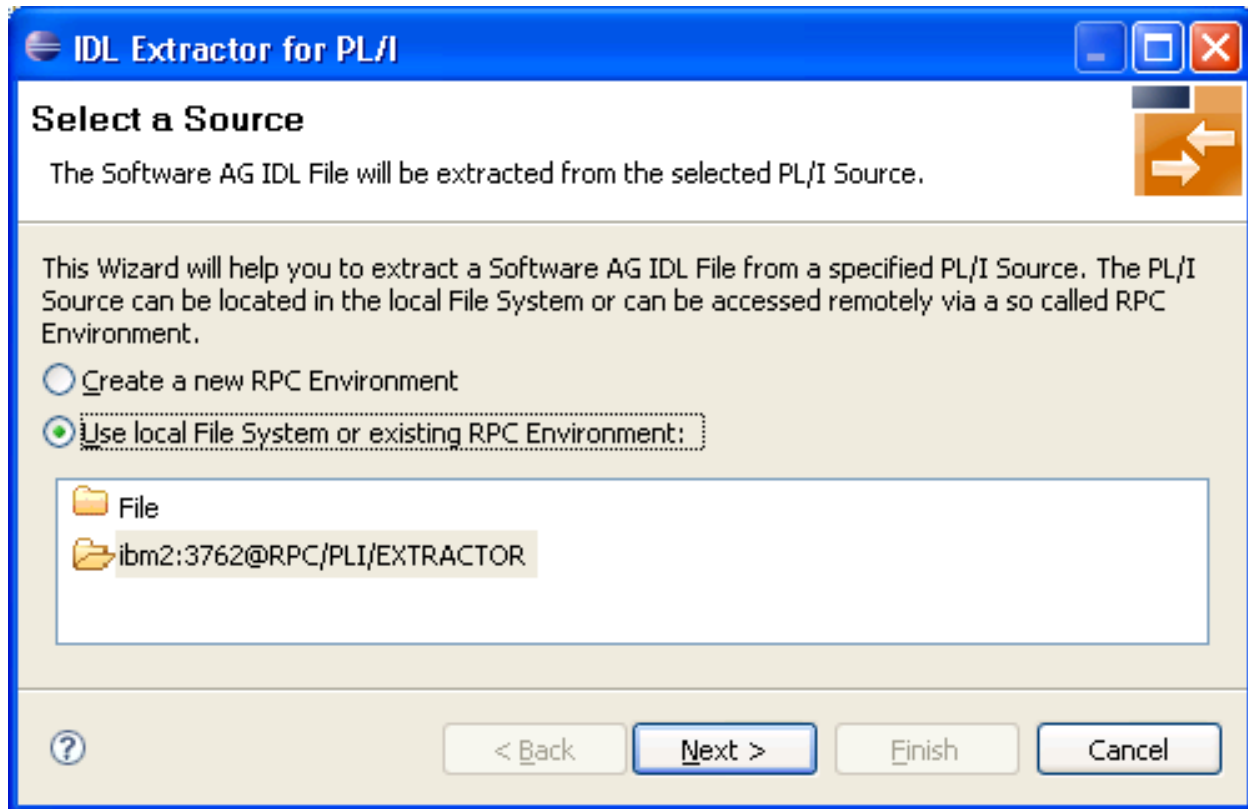 IDL Extractor for PL/I
Select a Source
The Software AG IDL File will be extracted from the selected PL/I Source.
This Wizard will help you to extract a Software AG IDL File from a specified PL/I Source. The PL/I
Source can be located in the local File System or can be accessed remotely via a so called RPC
Environment.
Create a new RPC Environment
Use local File System or existing RPC Environment:
File
ibm2:3762@RPC/PLI/EXTRACTOR
? < Back Next > Finish Cancel